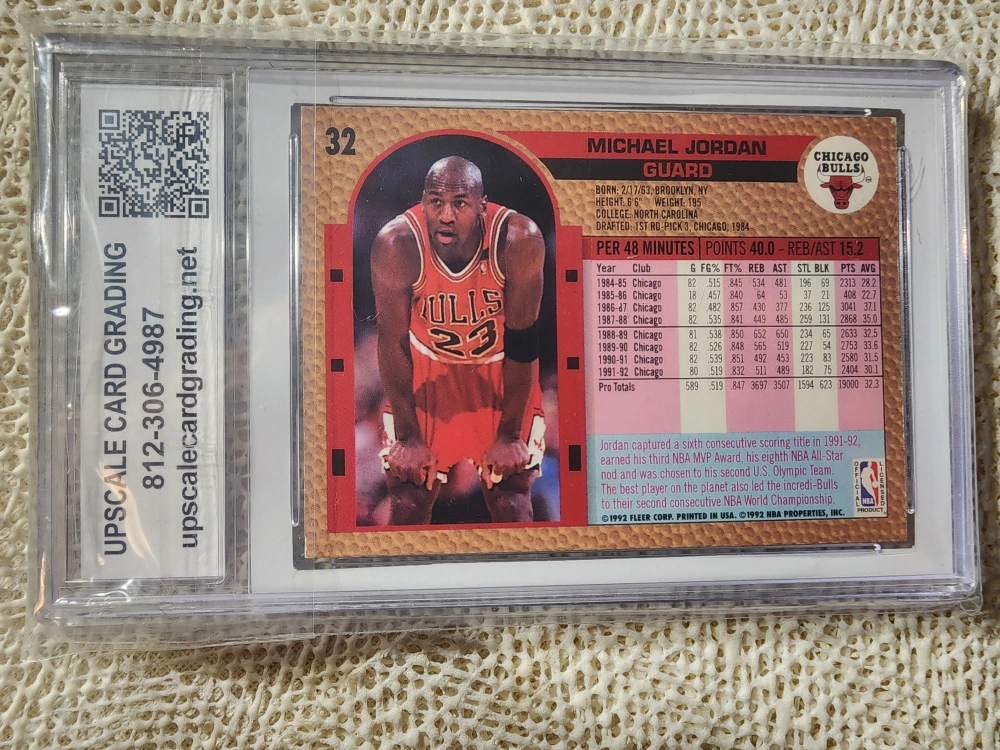 UPSCALE CARD GRADING
812-306-4987
upscalecardgrading.net
32
MICHAEL JORDAN
GUARD
CHICAGO
BULLS
BORN: 2/17/63, BROOKLYN, NY
HEIGHT: 6'6" WEIGHT: 195
COLLEGE: NORTH CAROLINA
DRAFTED: 1ST RD-PICK 3, CHICAGO, 1984
PER 48 MINUTES POINTS 40.0 - REB/AST 15.2
Year Club G FG% FT% REB AST STL BLK PTS AVG
1984-85 Chicago 82 .515 .845 534 481 196 69 2313 28.2
1985-86 Chicago 18 .457 .840 64 53 37 21 408 22.7
1986-87 Chicago 82 .482 .857 430 377 236 125 3041 37.1
1987-88 Chicago 82 .535 .841 449 485 259 131 2868 35.0
1988-89 Chicago 81 .538 .850 652 650 234 65 2633 32.5
1989-90 Chicago 82 .526 .848 565 519 227 54 2753 33.6
1990-91 Chicago 82 .539 .851 492 453 223 83 2580 31.5
1991-92 Chicago 80 .519 .832 511 489 182 75 2404 30.1
Pro Totals 589 .519 .847 3697 3507 1594 623 19000 32.3
BULLS
23
Jordan captured a sixth consecutive scoring title in 1991-92,
earned his third NBA MVP Award, his eighth NBA All-Star
nod and was chosen to his second U.S. Olympic Team.
The best player on the planet also led the incredi-Bulls
to their second consecutive NBA World Championship.
OFFICIAL
NBA
LICENSED
PRODUCT
©1992 FLEER CORP. PRINTED IN USA. ©1992 NBA PROPERTIES, INC.